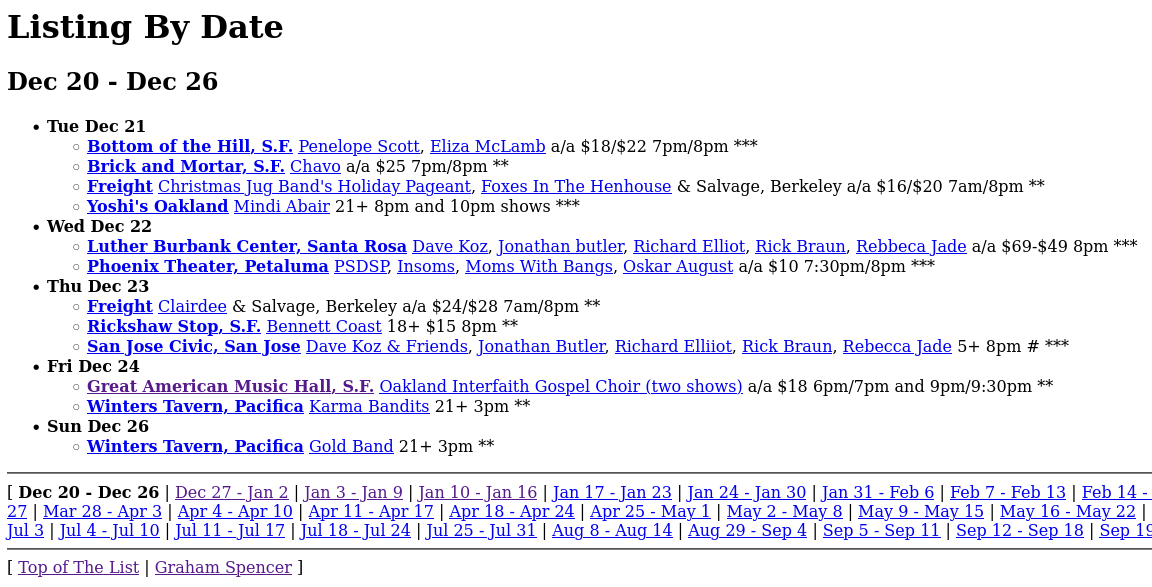 Listing By Date
Dec 20 - Dec 26
Tue Dec 21
Bottom of the Hill, S.F. Penelope Scott, Eliza McLamb a/a $18/$22 7pm/8pm ***
Brick and Mortar, S.F. Chavo a/a $25 7pm/8pm **
Freight Christmas Jug Band's Holiday Pageant, Foxes In The Henhouse & Salvage, Berkeley a/a $16/$20 7am/8pm **
Yoshi's Oakland Mindi Abair 21+ 8pm and 10pm shows ***
Wed Dec 22
Luther Burbank Center, Santa Rosa Dave Koz, Jonathan butler, Richard Elliot, Rick Braun, Rebbeca Jade a/a $69-$49 8pm ***
Phoenix Theater, Petaluma PSDSP, Insoms, Moms With Bangs, Oskar August a/a $10 7:30pm/8pm ***
Thu Dec 23
Freight Clairdee & Salvage, Berkeley a/a $24/$28 7am/8pm **
Rickshaw Stop, S.F. Bennett Coast 18+ $15 8pm **
San Jose Civic, San Jose Dave Koz & Friends, Jonathan Butler, Richard Elliiot, Rick Braun, Rebecca Jade 5+ 8pm # ***
Fri Dec 24
Great American Music Hall, S.F. Oakland Interfaith Gospel Choir (two shows) a/a $18 6pm/7pm and 9pm/9:30pm **
Winters Tavern, Pacifica Karma Bandits 21+ 3pm **
Sun Dec 26
Winters Tavern, Pacifica Gold Band 21+ 3pm **
[ Dec 20 - Dec 26 | Dec 27 - Jan 2 | Jan 3 - Jan 9 | Jan 10 - Jan 16 | Jan 17 - Jan 23 | Jan 24 - Jan 30 | Jan 31 - Feb 6 | Feb 7 - Feb 13 | Feb 14 -
27 | Mar 28 - Apr 3 | Apr 4 - Apr 10 | Apr 11 - Apr 17 | Apr 18 - Apr 24 | Apr 25 - May 1 | May 2 - May 8 | May 9 - May 15 | May 16 - May 22 |
Jul 3 | Jul 4 - Jul 10 | Jul 11 - Jul 17 | Jul 18 - Jul 24 | Jul 25 - Jul 31 | Aug 8 - Aug 14 | Aug 29 - Sep 4 | Sep 5 - Sep 11 | Sep 12 - Sep 18 | Sep 19
[ Top of The List | Graham Spencer ]